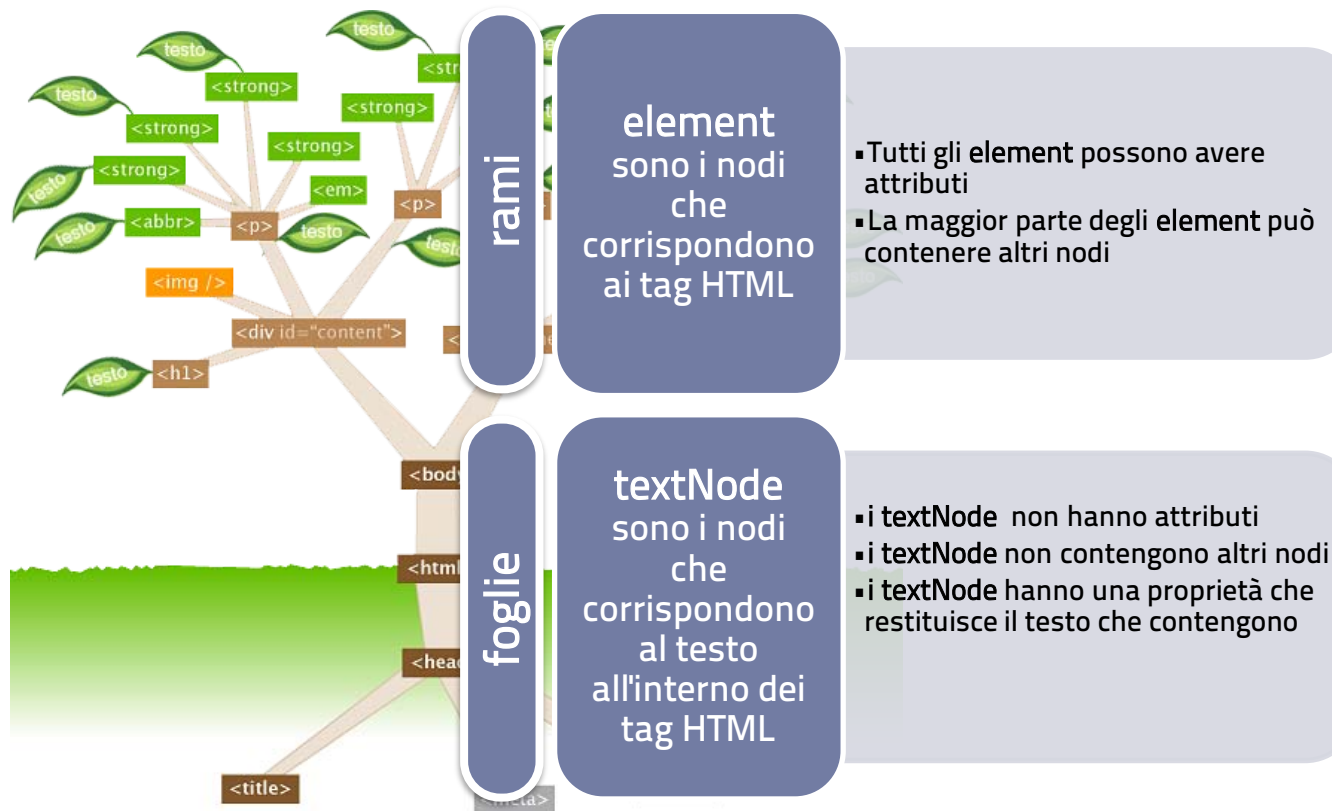 testo
testo
testo
<strong>
testo
<strong>
<strong>
<strong>
<strong>
<strong>
testo
<em>
testo
<abbr>
<p>
testo
<p>
<img />
<div id="content">
testo
<h1>
<title>
<meta>
rami
element
sono i nodi
che
corrispondono
ai tag HTML
▪Tutti gli element possono avere
attributi
▪La maggior parte degli element può
contenere altri nodi
foglie
textNode
sono i nodi
che
corrispondono
al testo
all'interno dei
tag HTML
▪i textNode non hanno attributi
▪i textNode non contengono altri nodi
▪i textNode hanno una proprietà che
restituisce il testo che contengono